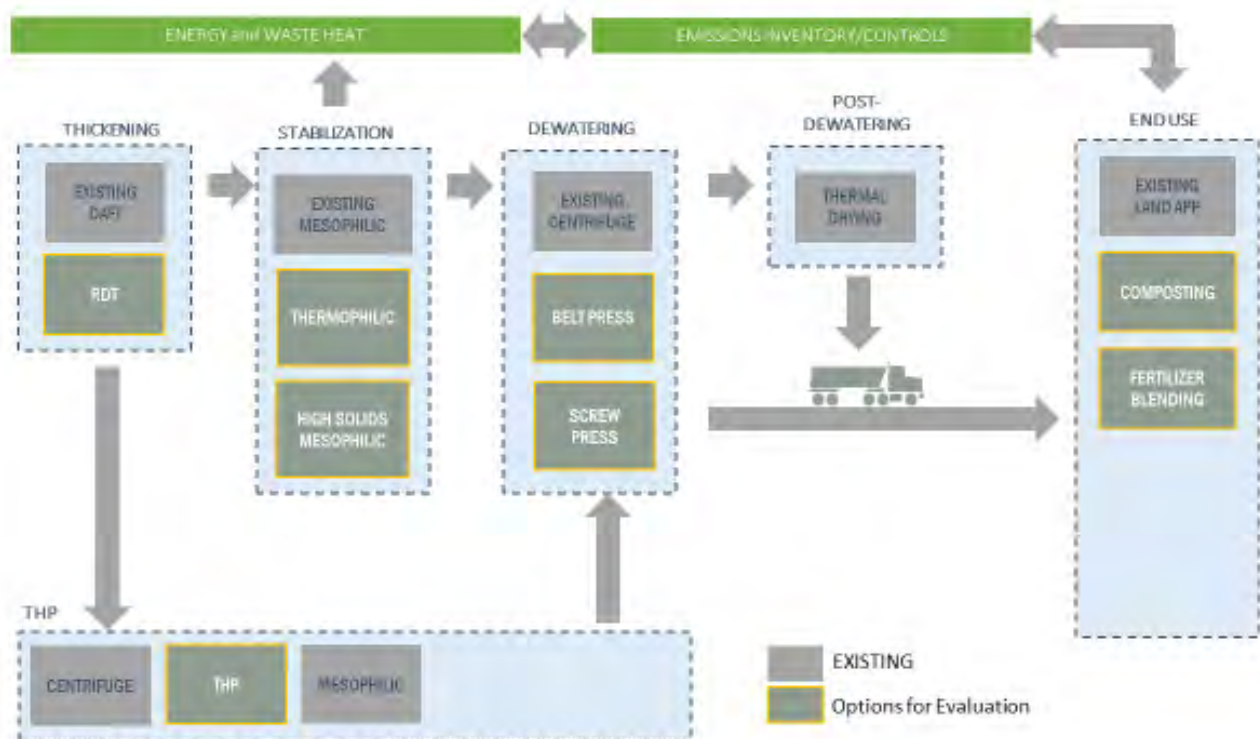 ENERGY and WASTE HEAT
EMISSIONS INVENTORY/CONTROLS
THICKENING
EXISTING
DAFT
RDT
STABILIZATION
EXISTING
MESOPHILIC
THERMOPHILIC
HIGH SOLIDS
MESOPHILIC
DEWATERING
EXISTING
CENTRIFUGE
BELT PRESS
SCREW
PRESS
POST-
DEWATERING
THERMAL
DRYING
END USE
EXISTING
LAND APP
COMPOSTING
FERTILIZER
BLENDING
THP
CENTRIFUGE
THP
MESOPHILIC
EXISTING
Options for Evaluation